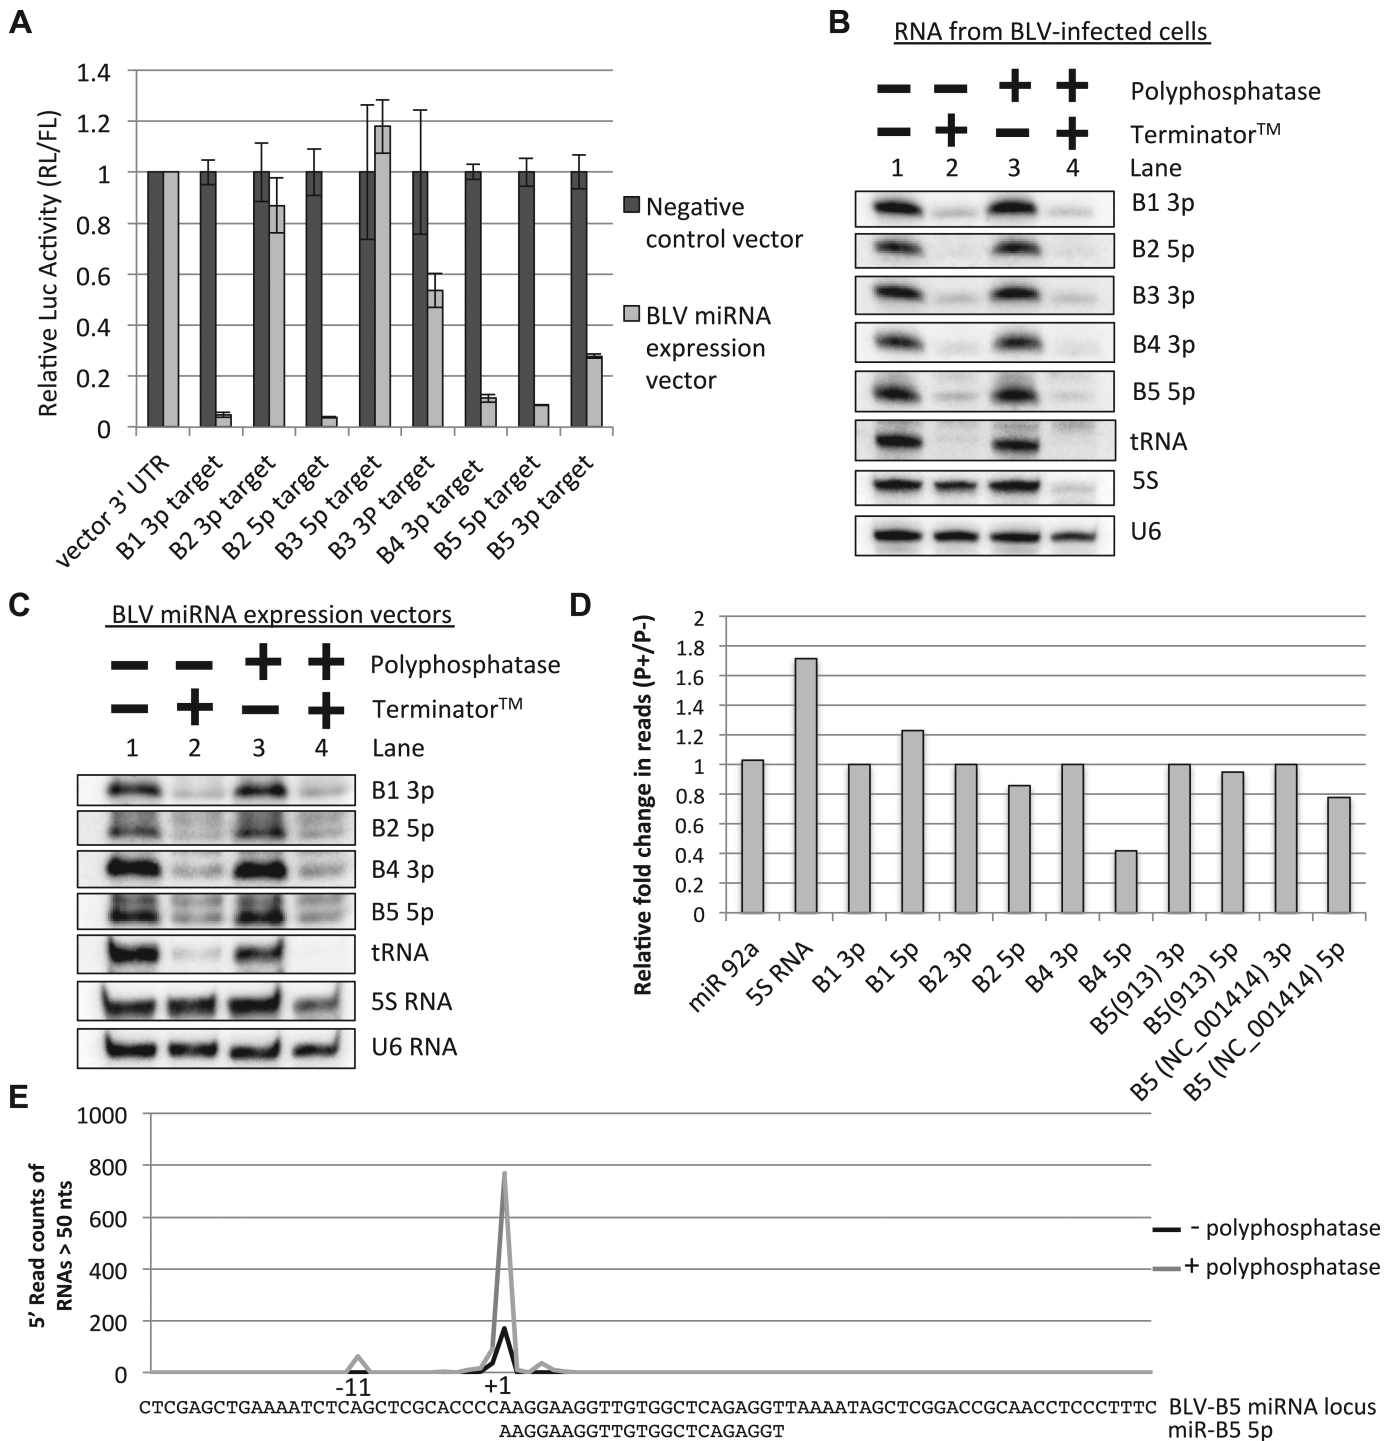 A
Relative Luc Activity (RL/FL)
1.4
1.2
1
0.8
0.6
0.4
0.2
0
vector 3' UTR
B1 3p target
B2 3p target
B2 5p target
B3 5p target
B3 3P target
B4 3p target
B5 5p target
B5 3p target
Negative
control vector
BLV miRNA
expression
vector
B
RNA from BLV-infected cells
− − + + Polyphosphatase
− + − + Terminator™
1 2 3 4 Lane
B1 3p
B2 5p
B3 3p
B4 3p
B5 5p
tRNA
5S
U6
C
BLV miRNA expression vectors
− − + + Polyphosphatase
− + − + Terminator™
1 2 3 4 Lane
B1 3p
B2 5p
B4 3p
B5 5p
tRNA
5S RNA
U6 RNA
D
Relative fold change in reads (P+/P-)
2
1.8
1.6
1.4
1.2
1
0.8
0.6
0.4
0.2
0
miR 92a
5S RNA
B1 3p
B1 5p
B2 3p
B2 5p
B4 3p
B4 5p
B5(913) 3p
B5(913) 5p
B5 (NC_001414) 3p
B5 (NC_001414) 5p
E
5’ Read counts of
RNAs > 50 nts
1000
800
600
400
200
0
- polyphosphatase
+ polyphosphatase
-11 +1
CTCGAGCTGAAAATCTCAGCTCGCACCCCAAGGAAGGTTGTGGCTCAGAGGTTAAAATAGCTCGGACCGCAACCTCCCTTTC BLV-B5 miRNA locus
AAGGAAGGTTGTGGCTCAGAGGT miR-B5 5p